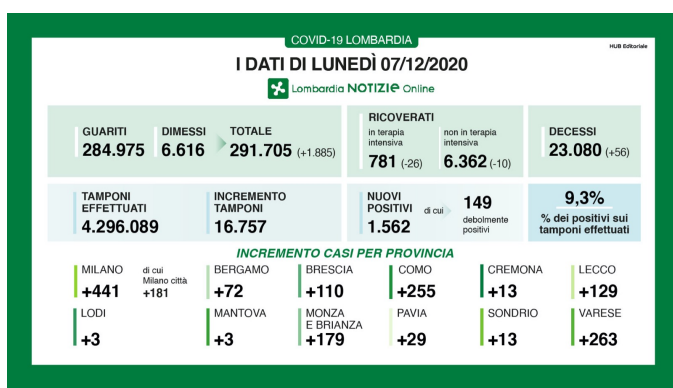 COVID-19 LOMBARDIA
HUB Editoriale
I DATI DI LUNEDÌ 07/12/2020
Lombardia NOTIZIE Online
GUARITI
284.975
DIMESSI
6.616
TOTALE
291.705 (+1.885)
RICOVERATI
in terapia
intensiva
781 (-26)
non in terapia
intensiva
6.362 (-10)
DECESSI
23.080 (+56)
TAMPONI
EFFETTUATI
4.296.089
INCREMENTO
TAMPONI
16.757
NUOVI
POSITIVI
1.562
di cui
149
debolmente
positivi
9,3%
% dei positivi sui
tamponi effettuati
INCREMENTO CASI PER PROVINCIA
MILANO
+441
di cui
Milano città
+181
BERGAMO
+72
BRESCIA
+110
COMO
+255
CREMONA
+13
LECCO
+129
LODI
+3
MANTOVA
+3
MONZA
E BRIANZA
+179
PAVIA
+29
SONDRIO
+13
VARESE
+263